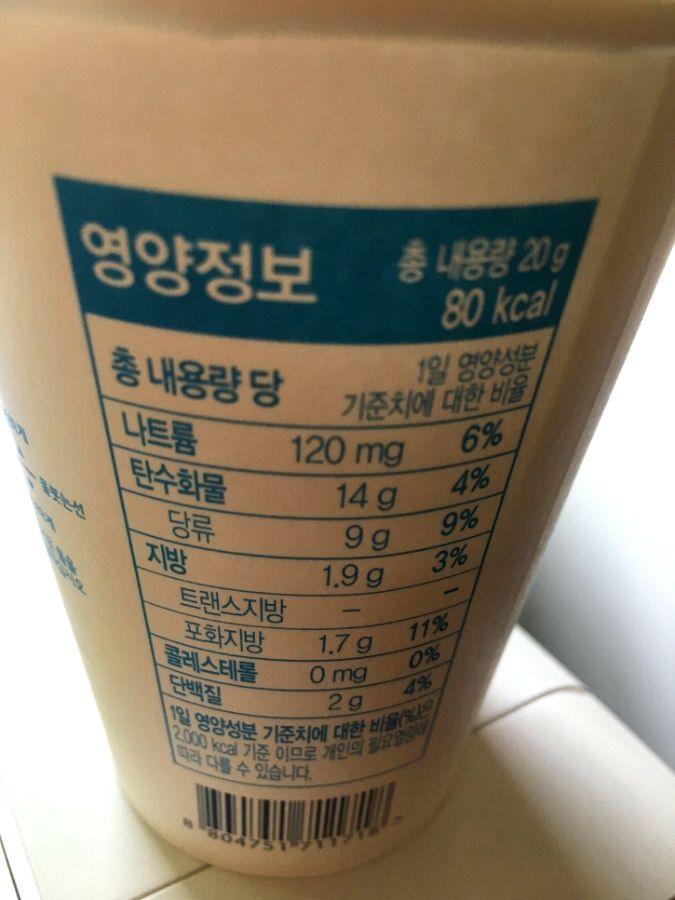 영양정보
총 내용량 20 g
80 kcal
총 내용량 당
1일 영양성분
기준치에 대한 비율
나트륨 120 mg 6%
탄수화물 14 g 4%
당류 9 g 9%
지방 1.9 g 3%
트랜스지방 – –
포화지방 1.7 g 11%
콜레스테롤 0 mg 0%
단백질 2 g 4%
1일 영양성분 기준치에 대한 비율(%)은
2,000 kcal 기준 이므로 개인의 필요열량에
따라 다를 수 있습니다.
물붓는선